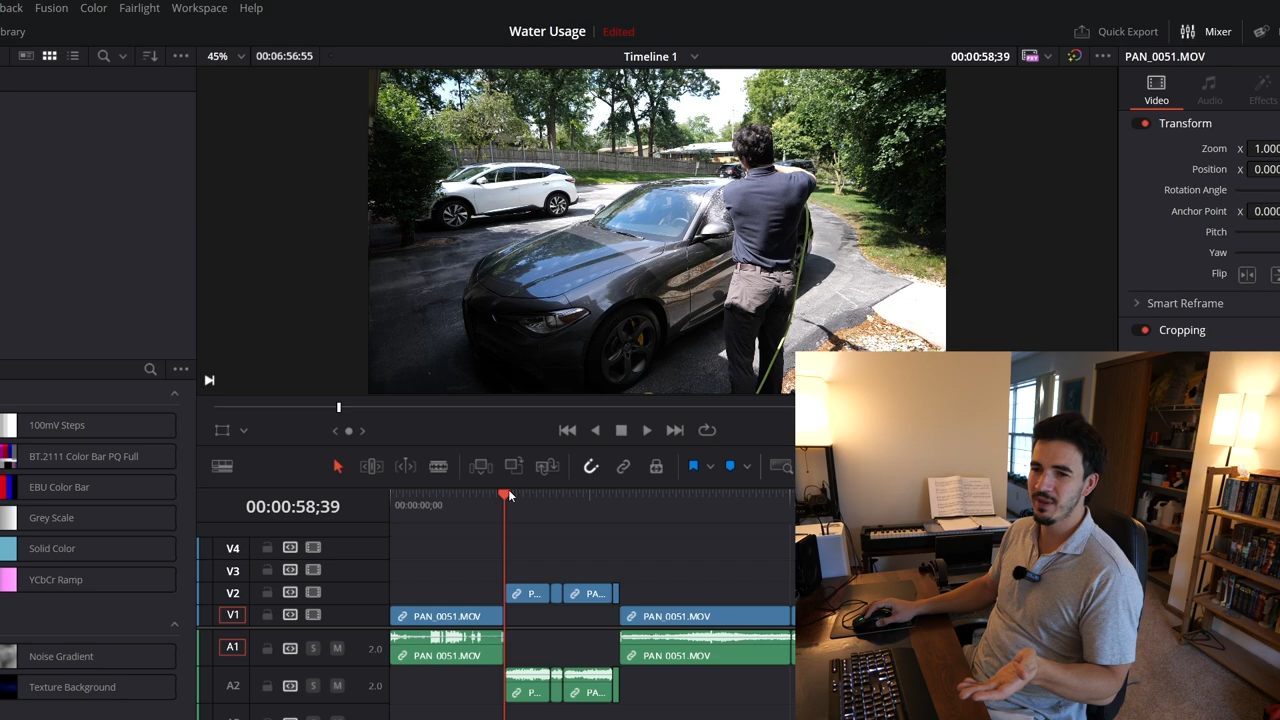 back Fusion Color Fairlight Workspace Help
brary Water Usage Edited Quick Export Mixer
45% 00:06:56:55 Timeline 1 00:00:58;39 PAN_0051.MOV
Video Audio Effects
Transform
Zoom X 1.000
Position X 0.000
Rotation Angle
Anchor Point X 0.000
Pitch
Yaw
Flip
Smart Reframe
Cropping
100mV Steps
BT.2111 Color Bar PQ Full
EBU Color Bar
Grey Scale
Solid Color
YCbCr Ramp
Noise Gradient
Texture Background
00:00:58;39 00:00:00;00
V4
V3
V2 P... PA...
V1 PAN_0051.MOV PAN_0051.MOV
A1 S M 2.0 PAN_0051.MOV PAN_0051.MOV
A2 S M 2.0 P... PA...